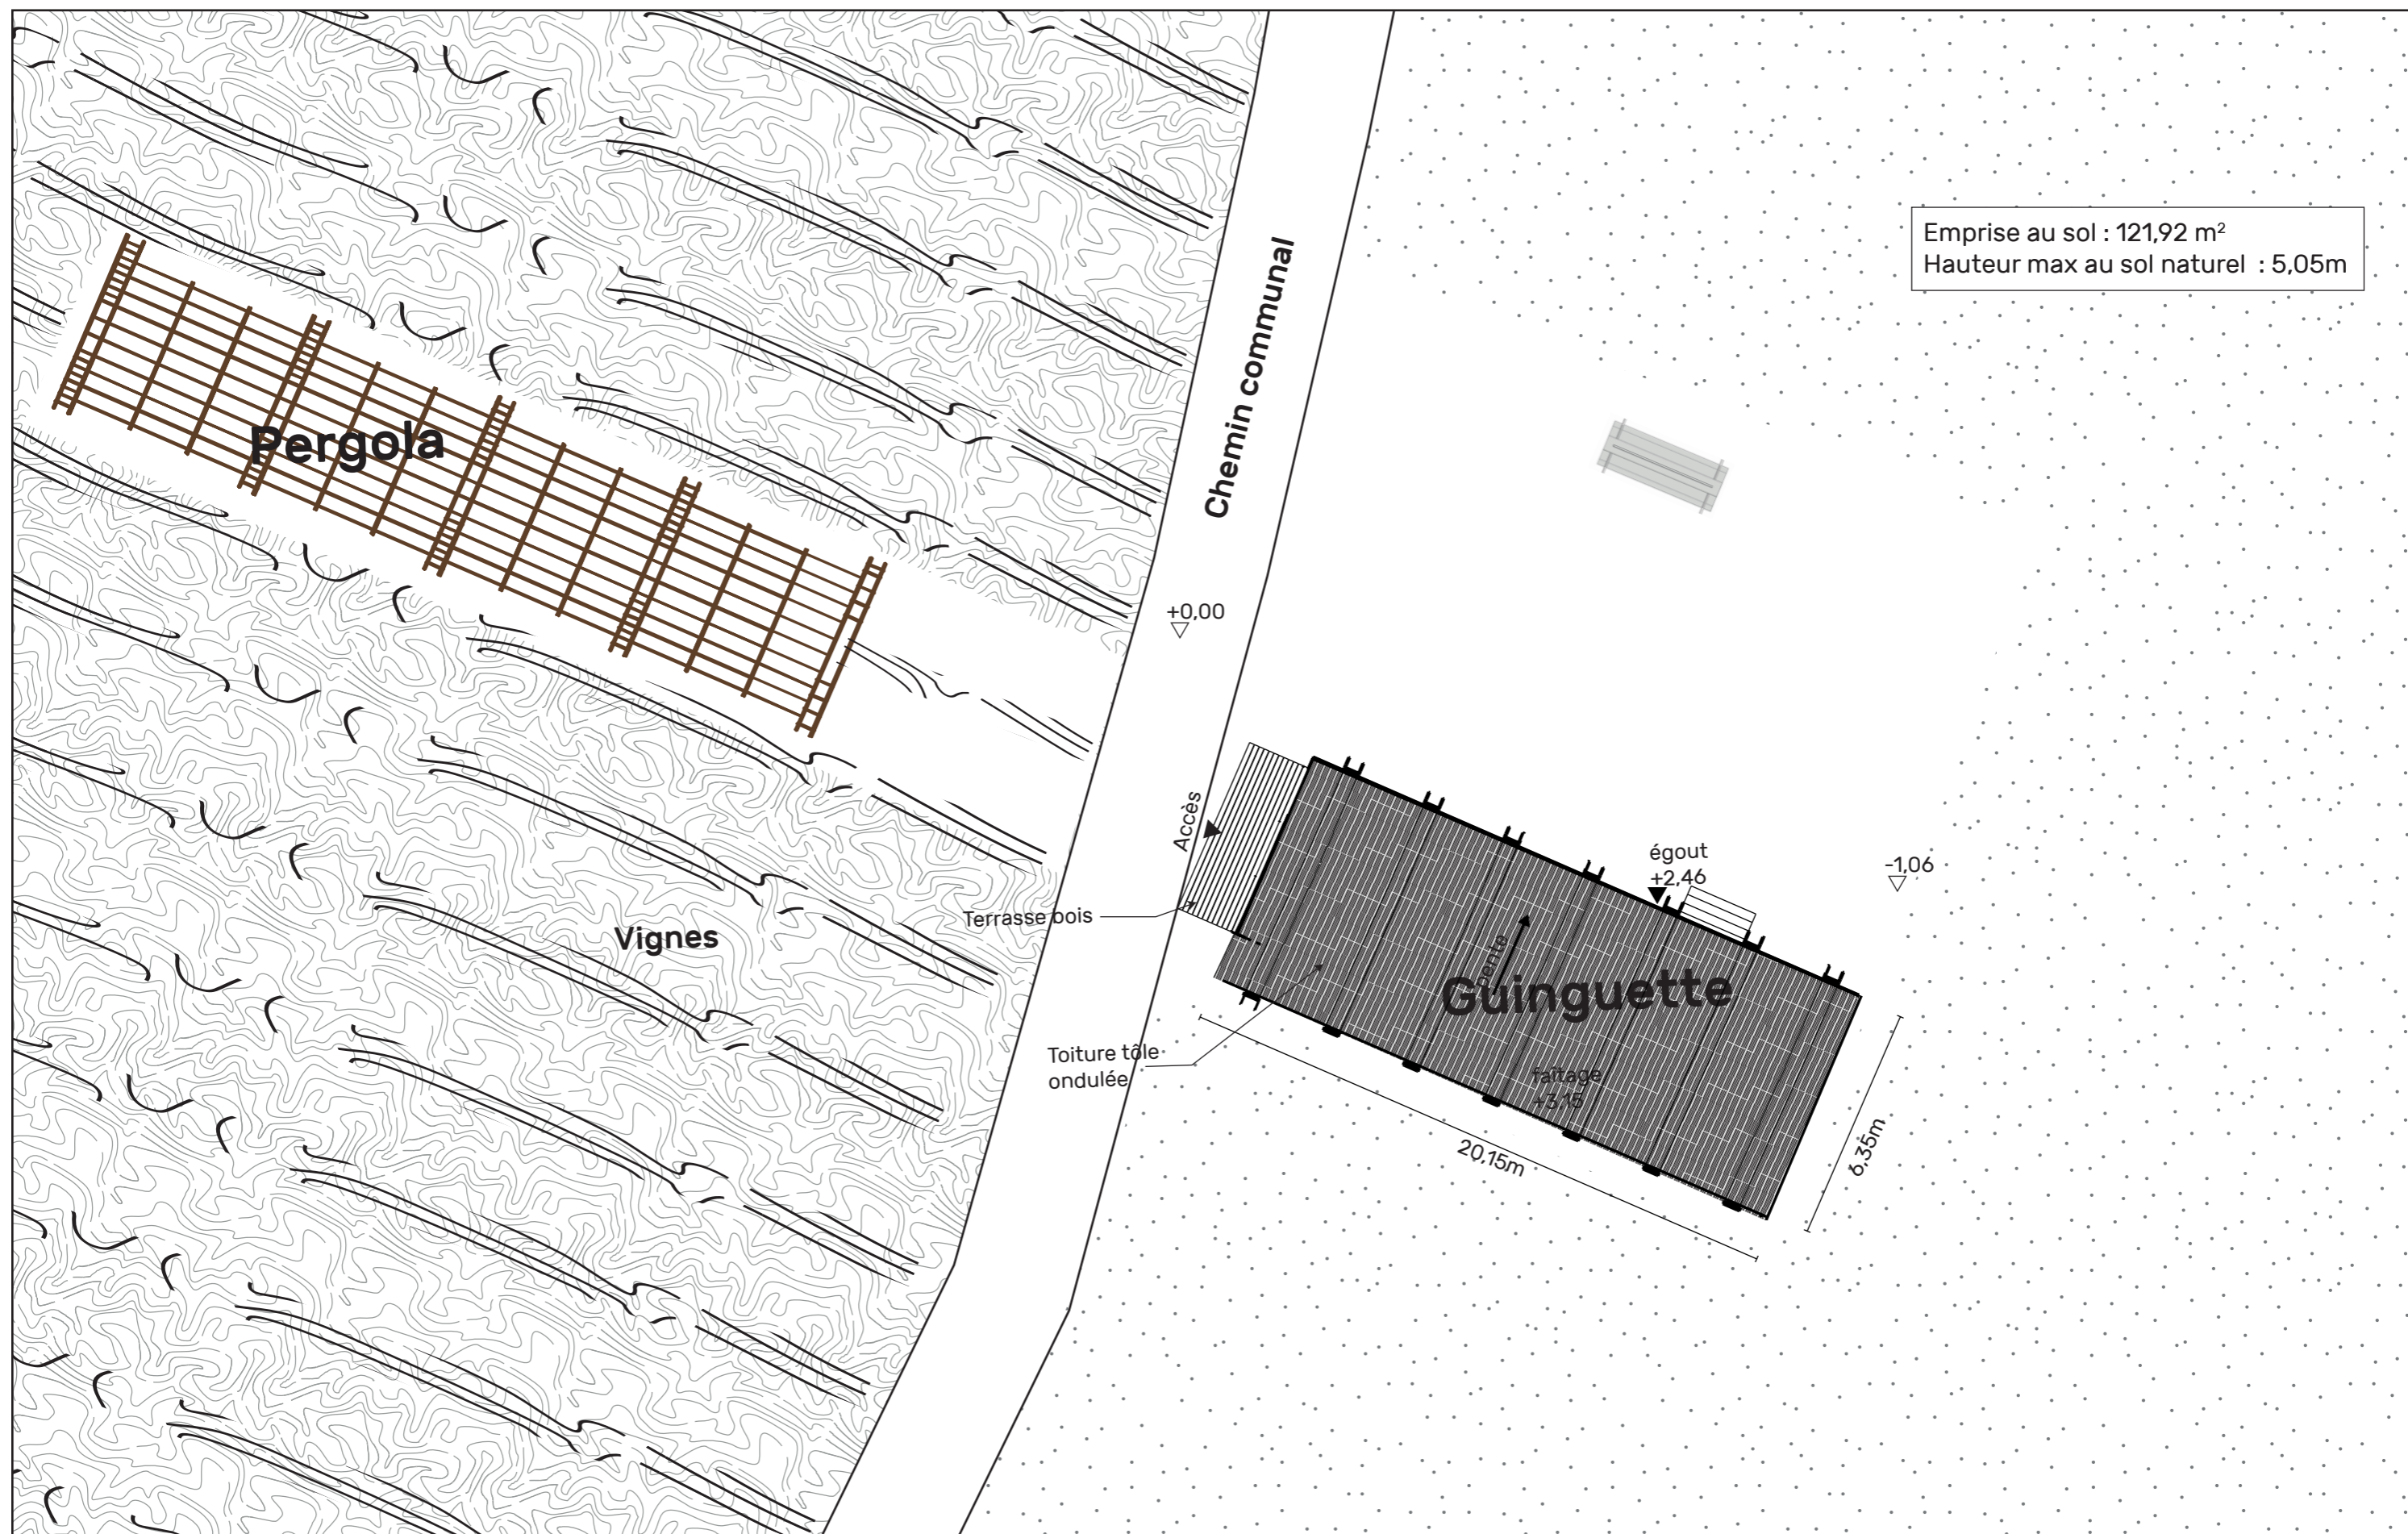 Emprise au sol : 121,92 m²
Hauteur max au sol naturel : 5,05m
Chemin communal
Pergola
+0,00
Accès
égout
+2,46
-1,06
Terrasse bois
Vignes
pente
Guinguette
Toiture tôle
ondulée
faîtage
+3,15
20,15m
6,35m